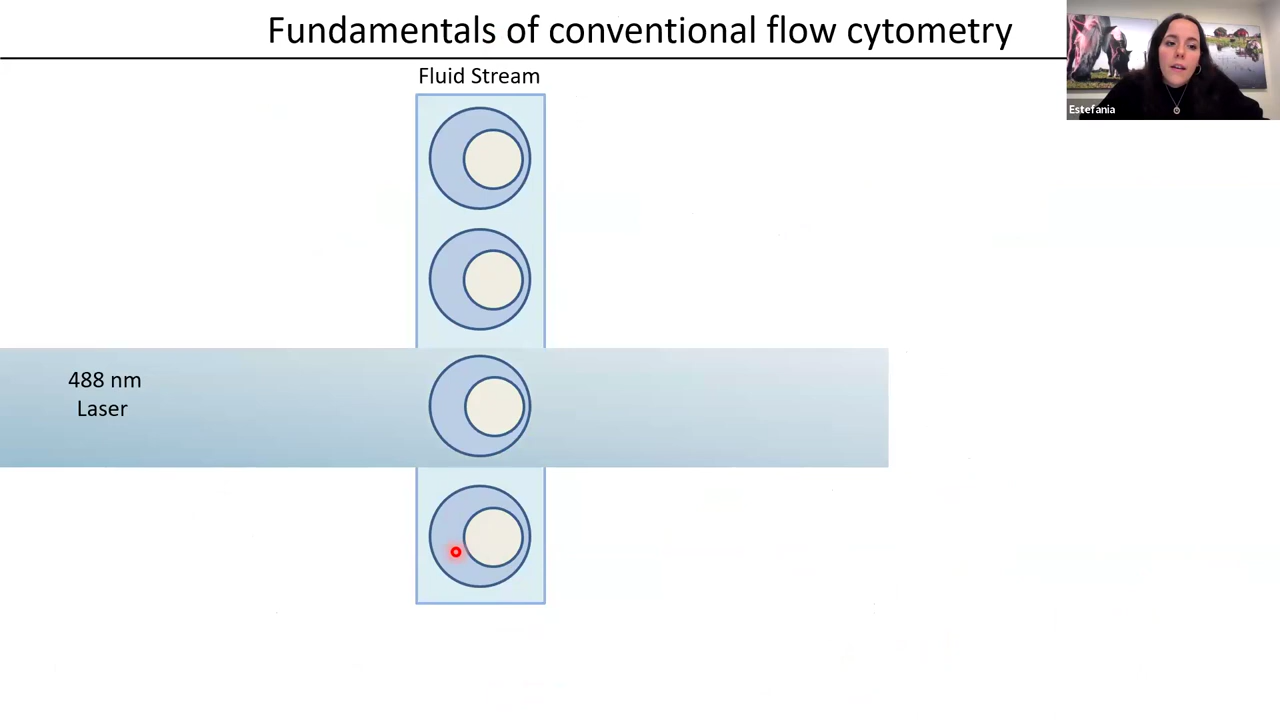 Fundamentals of conventional flow cytometry
Estefania
Fluid Stream
488 nm
Laser